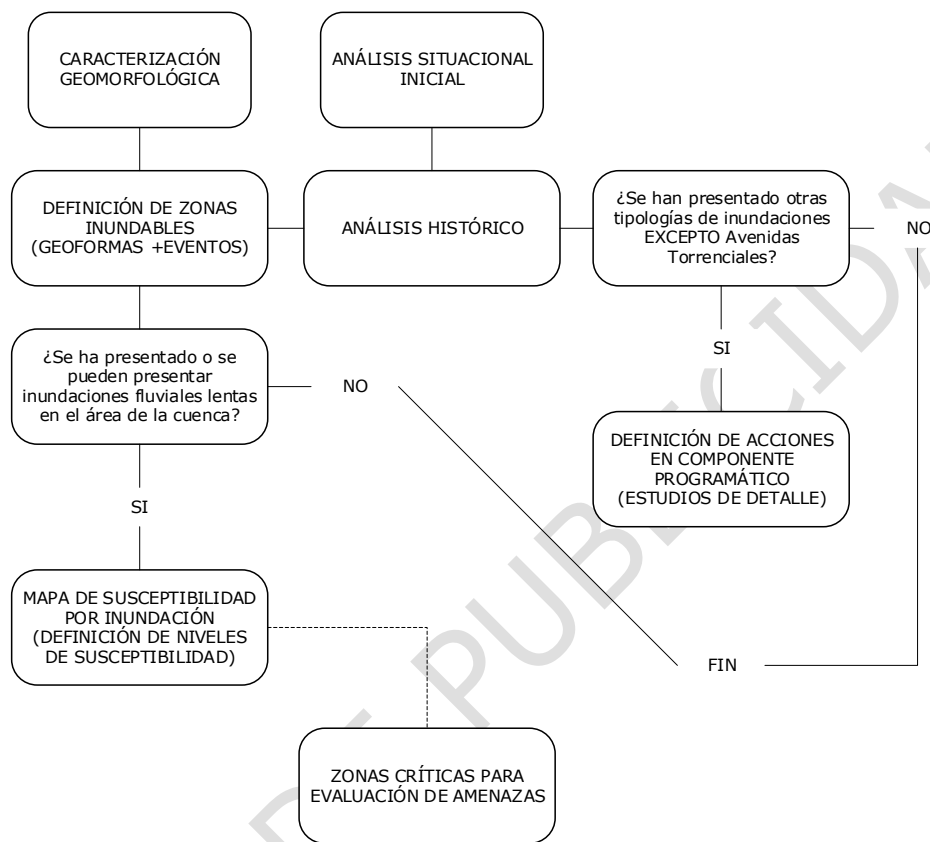 CARACTERIZACIÓN
GEOMORFOLÓGICA
ANÁLISIS SITUACIONAL
INICIAL
DEFINICIÓN DE ZONAS
INUNDABLES
(GEOFORMAS +EVENTOS)
ANÁLISIS HISTÓRICO
¿Se han presentado otras
tipologías de inundaciones
EXCEPTO Avenidas
Torrenciales?
NO
¿Se ha presentado o se
pueden presentar
inundaciones fluviales lentas
en el área de la cuenca?
NO
SI
DEFINICIÓN DE ACCIONES
EN COMPONENTE
PROGRAMÁTICO
(ESTUDIOS DE DETALLE)
SI
MAPA DE SUSCEPTIBILIDAD
POR INUNDACIÓN
(DEFINICIÓN DE NIVELES
DE SUSCEPTIBILIDAD)
FIN
ZONAS CRÍTICAS PARA
EVALUACIÓN DE AMENAZAS
DE PUBLICIDA